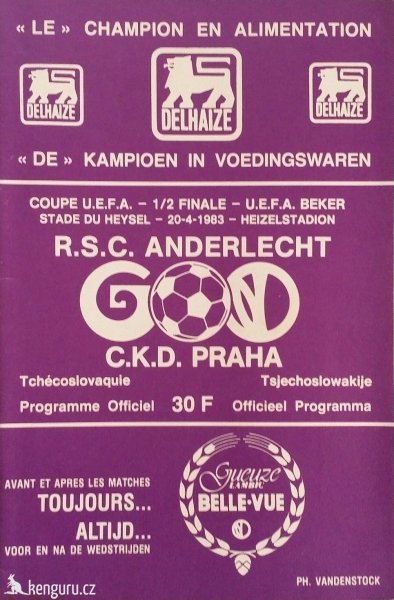 « LE » CHAMPION EN ALIMENTATION
DELHAIZE DELHAIZE DELHAIZE
« DE » KAMPIOEN IN VOEDINGSWAREN
COUPE U.E.F.A. – 1/2 FINALE – U.E.F.A. BEKER
STADE DU HEYSEL – 20-4-1983 – HEIZELSTADION
R.S.C. ANDERLECHT
C.K.D. PRAHA
Tchécoslovaquie Tsjechoslowakije
Programme Officiel 30 F Officieel Programma
AVANT ET APRES LES MATCHES
TOUJOURS...
ALTIJD...
VOOR EN NA DE WEDSTRIJDEN
Gueuze
LAMBIC
BELLE-VUE
PH. VANDENSTOCK
kenguru.cz